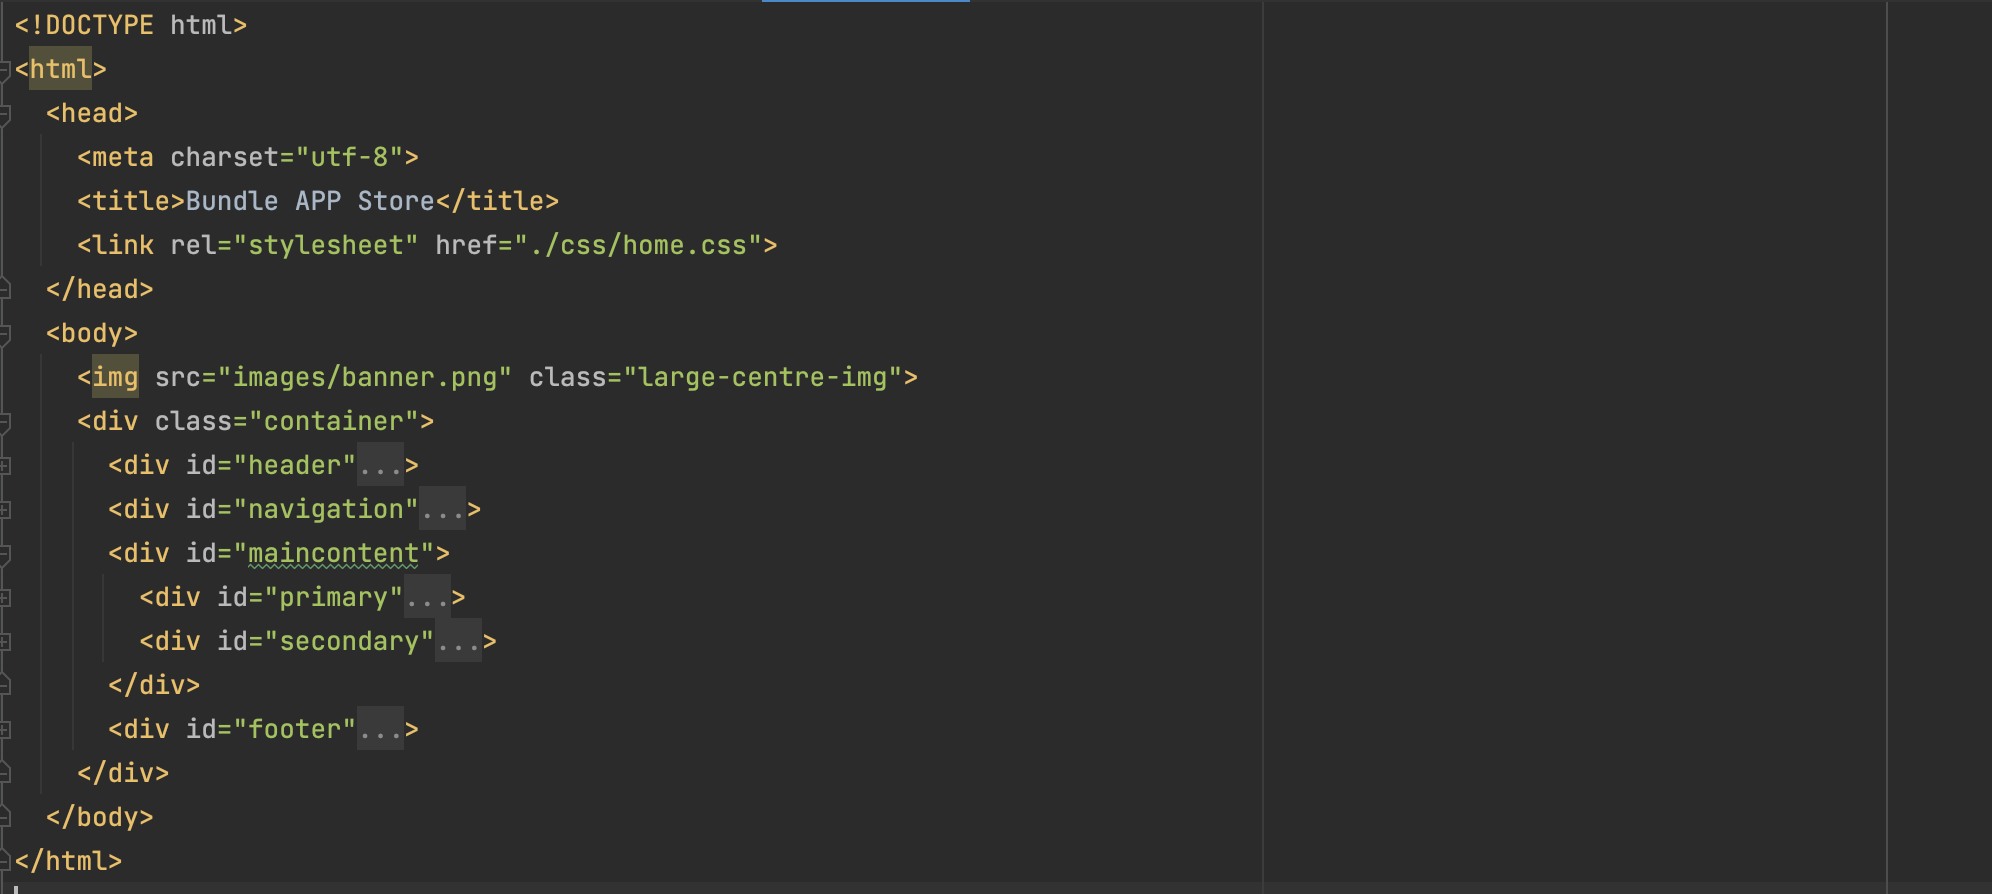 <!DOCTYPE html>
<html>
  <head>
    <meta charset="utf-8">
    <title>Bundle APP Store</title>
    <link rel="stylesheet" href="./css/home.css">
  </head>
  <body>
    <img src="images/banner.png" class="large-centre-img">
    <div class="container">
      <div id="header"...>
      <div id="navigation"...>
      <div id="maincontent">
        <div id="primary"...>
        <div id="secondary"...>
      </div>
      <div id="footer"...>
    </div>
  </body>
</html>